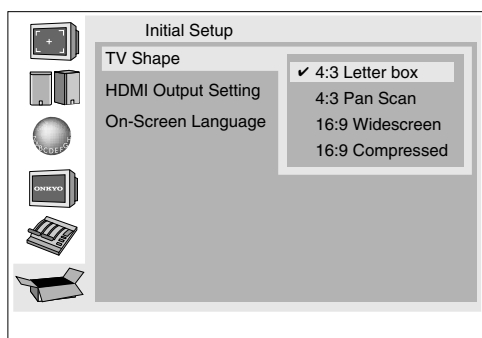 Initial Setup
TV Shape
HDMI Output Setting
On-Screen Language
✔ 4:3 Letter box
4:3 Pan Scan
16:9 Widescreen
16:9 Compressed
ONKYO